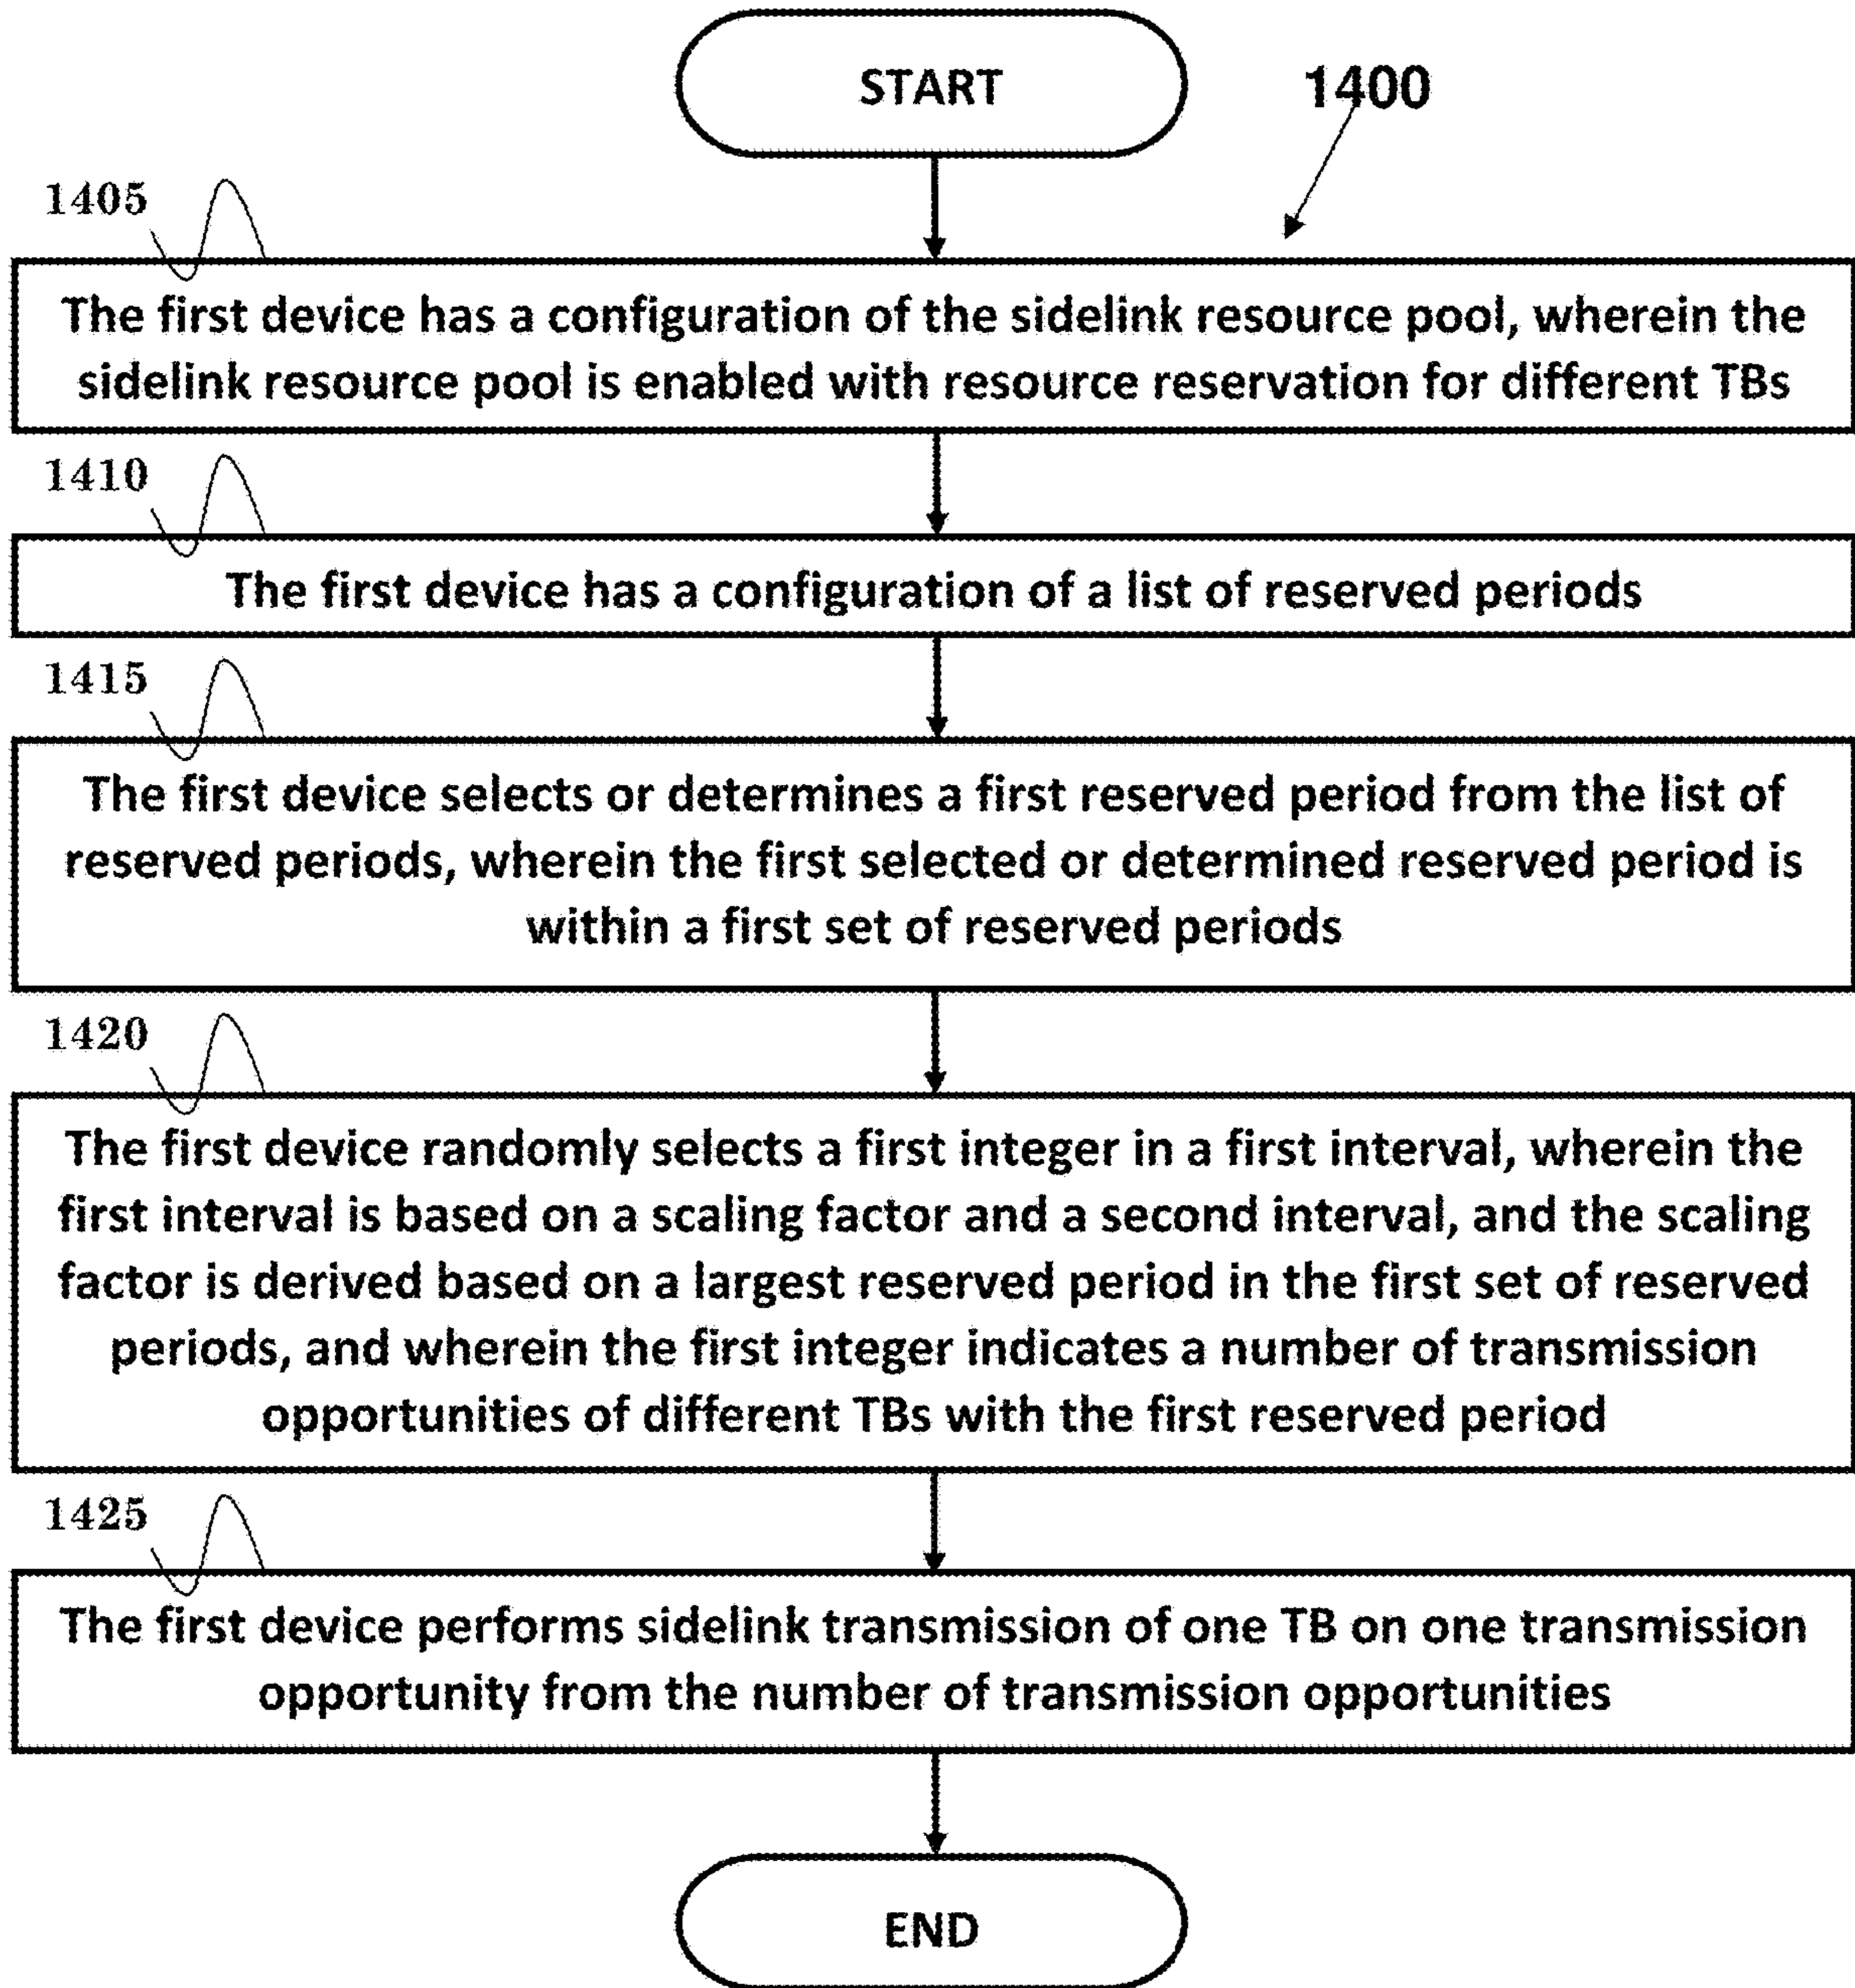 START
1400
1405
The first device has a configuration of the sidelink resource pool, wherein the
sidelink resource pool is enabled with resource reservation for different TBs
1410
The first device has a configuration of a list of reserved periods
1415
The first device selects or determines a first reserved period from the list of
reserved periods, wherein the first selected or determined reserved period is
within a first set of reserved periods
1420
The first device randomly selects a first integer in a first interval, wherein the
first interval is based on a scaling factor and a second interval, and the scaling
factor is derived based on a largest reserved period in the first set of reserved
periods, and wherein the first integer indicates a number of transmission
opportunities of different TBs with the first reserved period
1425
The first device performs sidelink transmission of one TB on one transmission
opportunity from the number of transmission opportunities
END